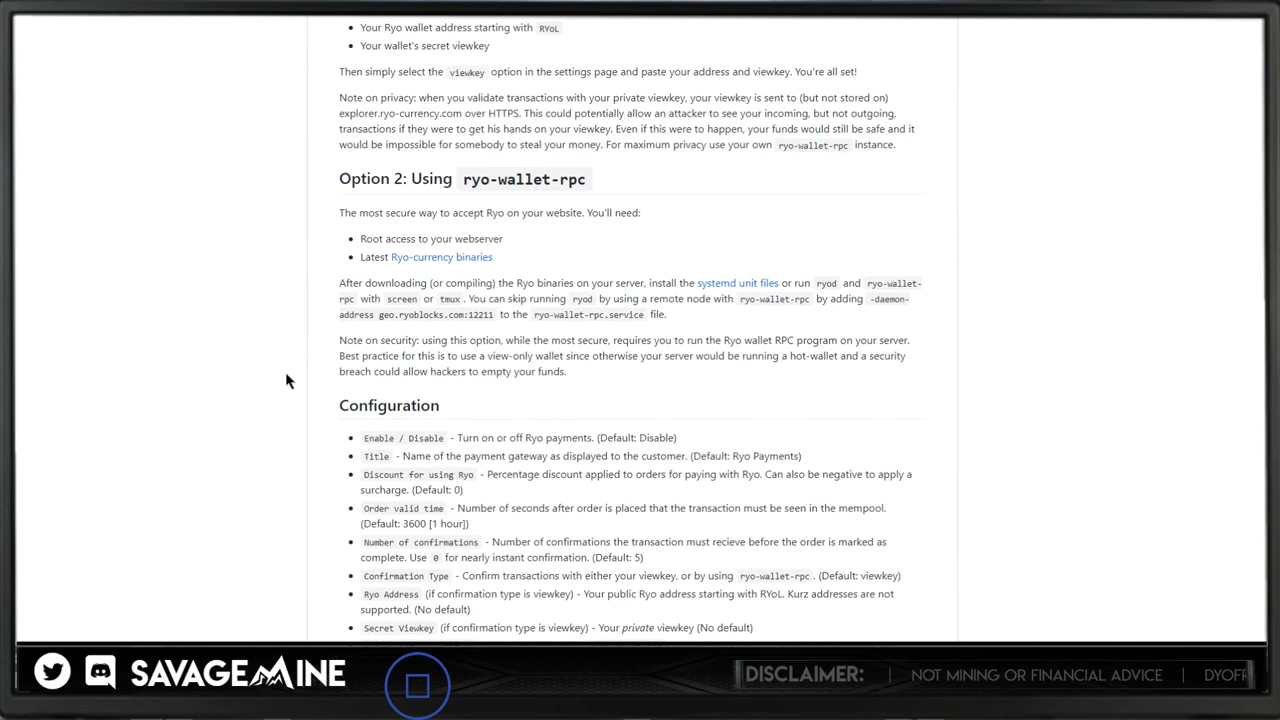 Your Ryo wallet address starting with RYoL
Your wallet's secret viewkey
Then simply select the viewkey option in the settings page and paste your address and viewkey. You're all set!
Note on privacy: when you validate transactions with your private viewkey, your viewkey is sent to (but not stored on)
explorer.ryo-currency.com over HTTPS. This could potentially allow an attacker to see your incoming, but not outgoing,
transactions if they were to get his hands on your viewkey. Even if this were to happen, your funds would still be safe and it
would be impossible for somebody to steal your money. For maximum privacy use your own ryo-wallet-rpc instance.
Option 2: Using ryo-wallet-rpc
The most secure way to accept Ryo on your website. You'll need:
Root access to your webserver
Latest Ryo-currency binaries
After downloading (or compiling) the Ryo binaries on your server, install the systemd unit files or run ryod and ryo-wallet-
rpc with screen or tmux. You can skip running ryod by using a remote node with ryo-wallet-rpc by adding -daemon-
address geo.ryoblocks.com:12211 to the ryo-wallet-rpc.service file.
Note on security: using this option, while the most secure, requires you to run the Ryo wallet RPC program on your server.
Best practice for this is to use a view-only wallet since otherwise your server would be running a hot-wallet and a security
breach could allow hackers to empty your funds.
Configuration
Enable / Disable - Turn on or off Ryo payments. (Default: Disable)
Title - Name of the payment gateway as displayed to the customer. (Default: Ryo Payments)
Discount for using Ryo - Percentage discount applied to orders for paying with Ryo. Can also be negative to apply a
surcharge. (Default: 0)
Order valid time - Number of seconds after order is placed that the transaction must be seen in the mempool.
(Default: 3600 [1 hour])
Number of confirmations - Number of confirmations the transaction must recieve before the order is marked as
complete. Use 0 for nearly instant confirmation. (Default: 5)
Confirmation Type - Confirm transactions with either your viewkey, or by using ryo-wallet-rpc. (Default: viewkey)
Ryo Address (if confirmation type is viewkey) - Your public Ryo address starting with RYoL. Kurz addresses are not
supported. (No default)
Secret Viewkey (if confirmation type is viewkey) - Your private viewkey (No default)
SAVAGEMINE
DISCLAIMER: | NOT MINING OR FINANCIAL ADVICE | DYOFR